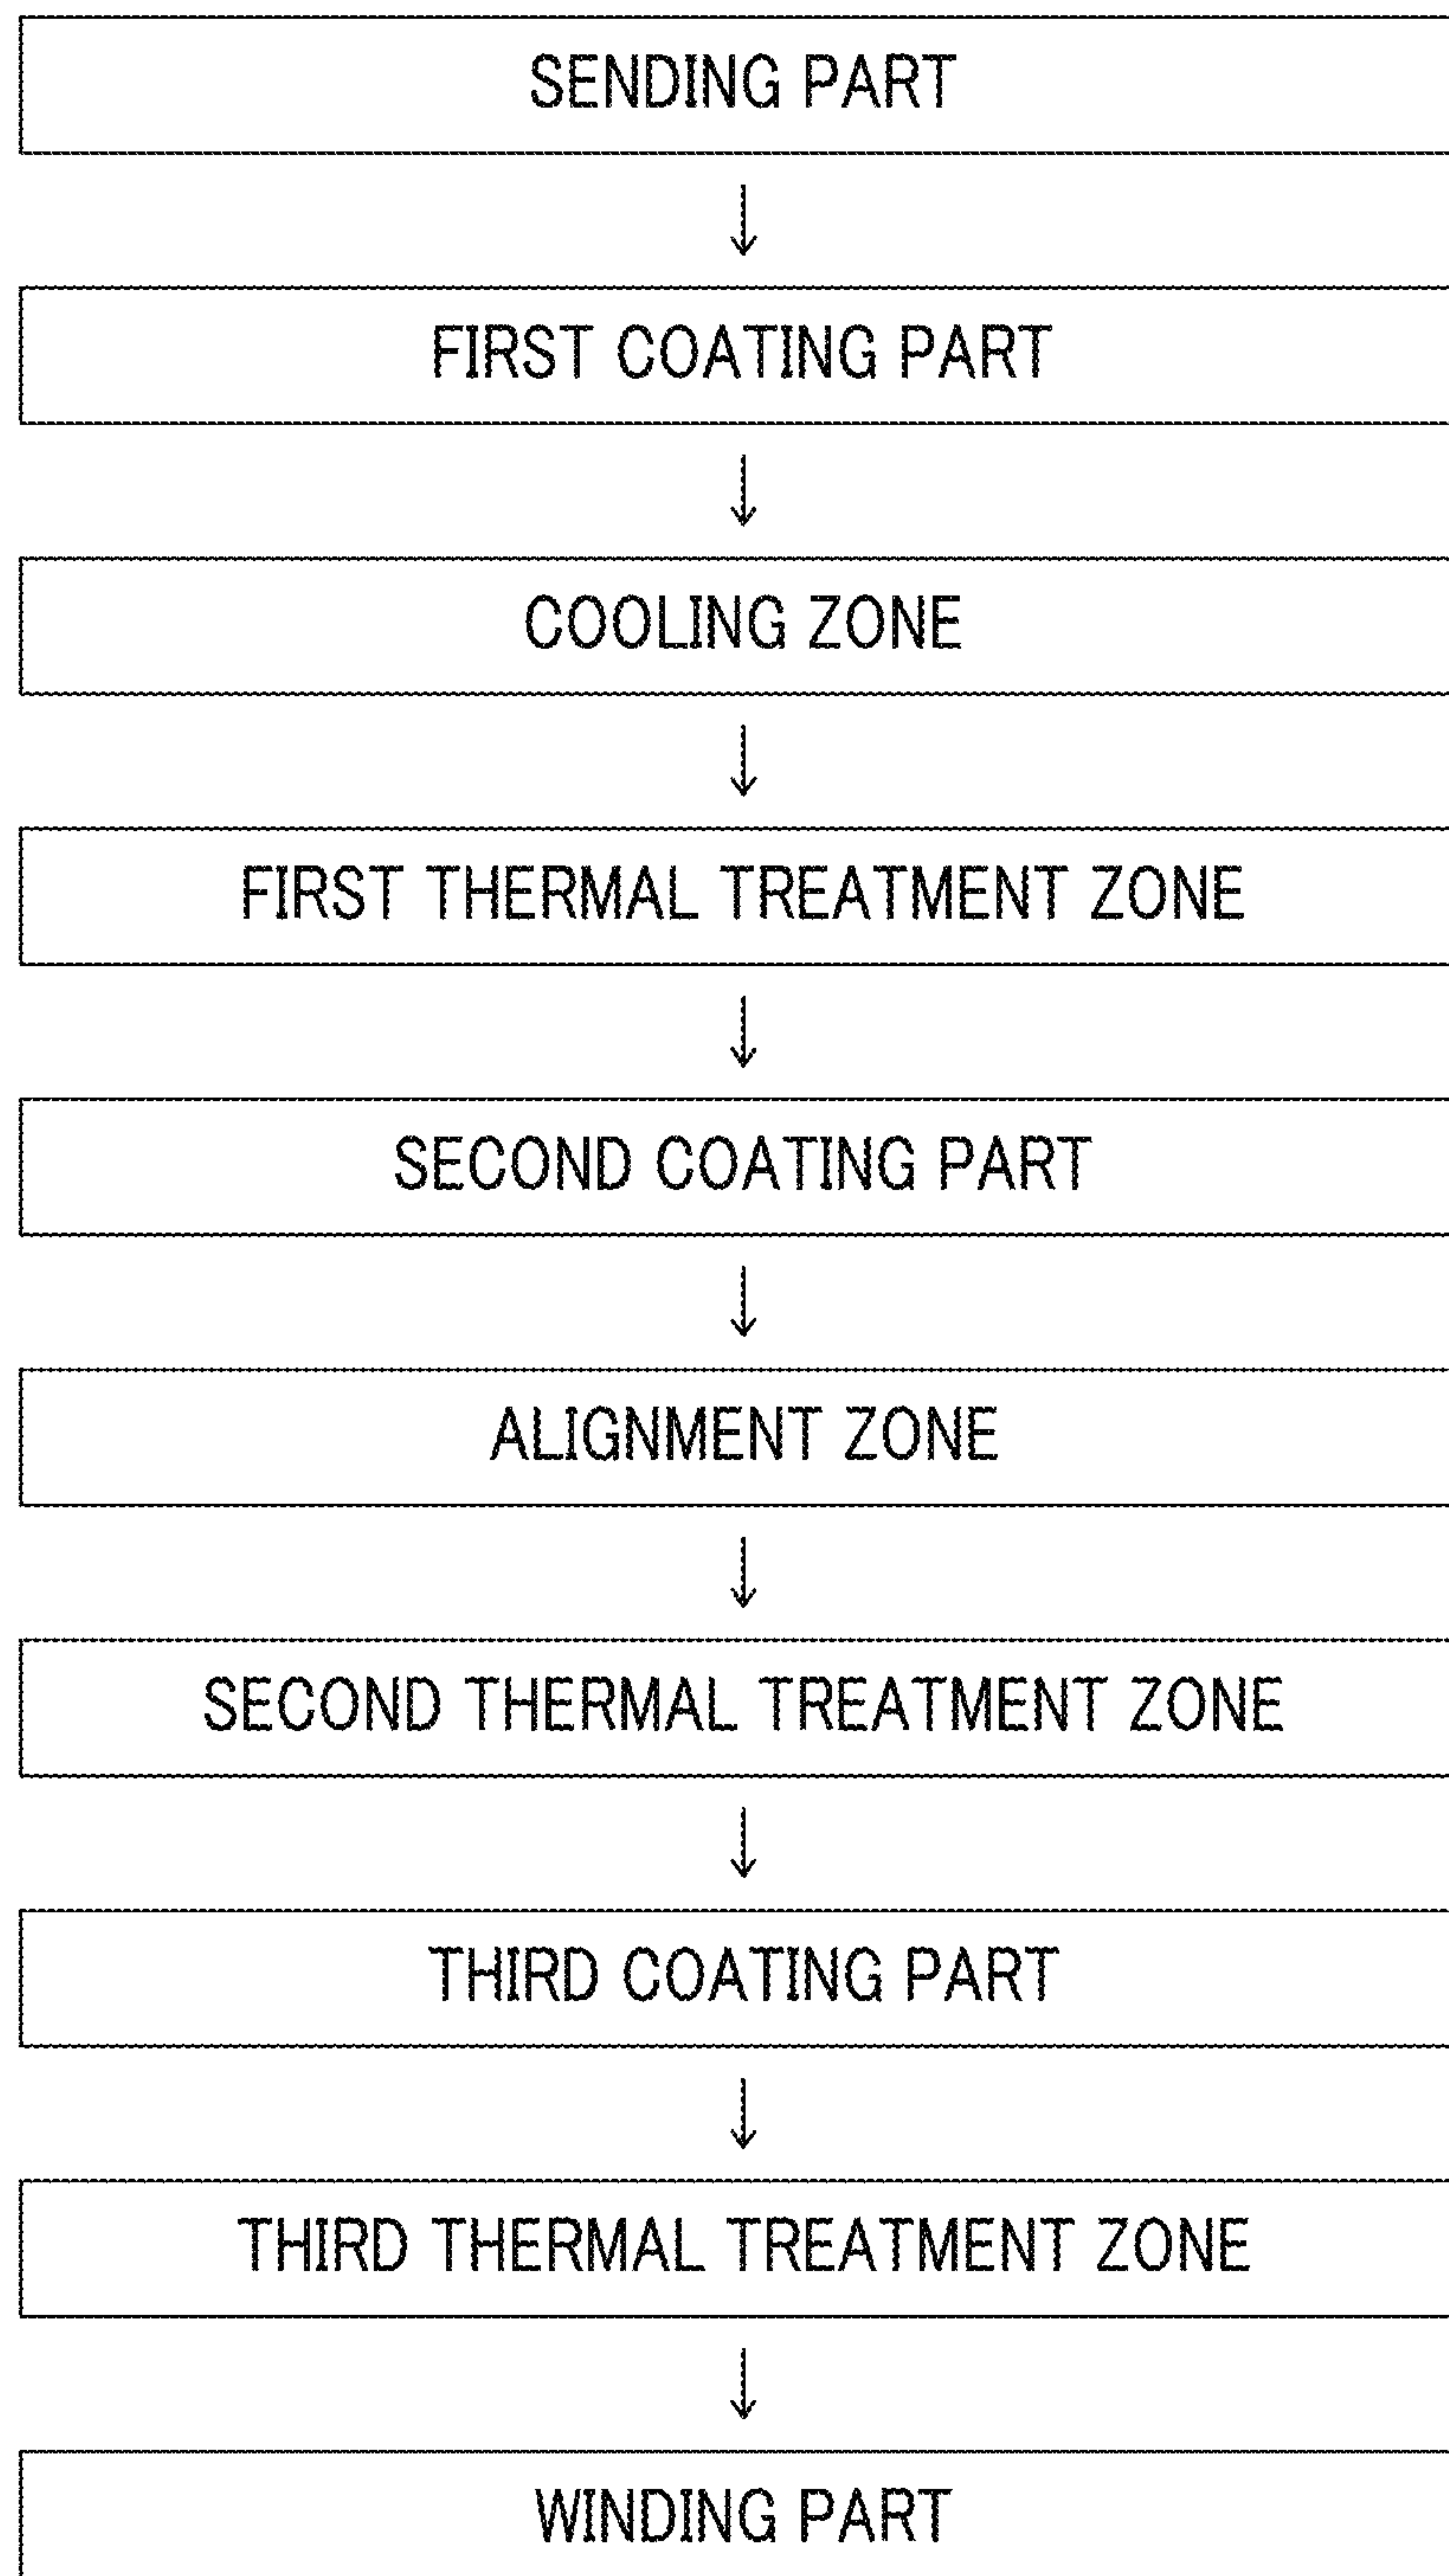 SENDING PART
FIRST COATING PART
COOLING ZONE
FIRST THERMAL TREATMENT ZONE
SECOND COATING PART
ALIGNMENT ZONE
SECOND THERMAL TREATMENT ZONE
THIRD COATING PART
THIRD THERMAL TREATMENT ZONE
WINDING PART